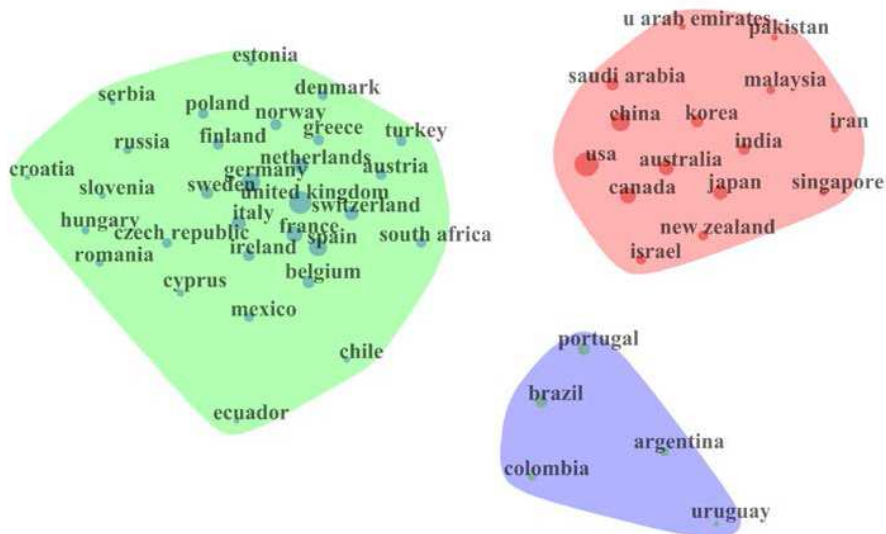 estonia
denmark
serbia
poland
norway
russia
finland
greece
turkey
croatia
germany
netherlands
austria
slovenia
sweden
united kingdom
switzerland
hungary
italy
czech republic
france
spain
south africa
romania
ireland
cyprus
belgium
mexico
chile
ecuador
u arab emirates
pakistan
saudi arabia
malaysia
china
korea
iran
india
usa
australia
canada
japan
singapore
new zealand
israel
portugal
brazil
argentina
colombia
uruguay